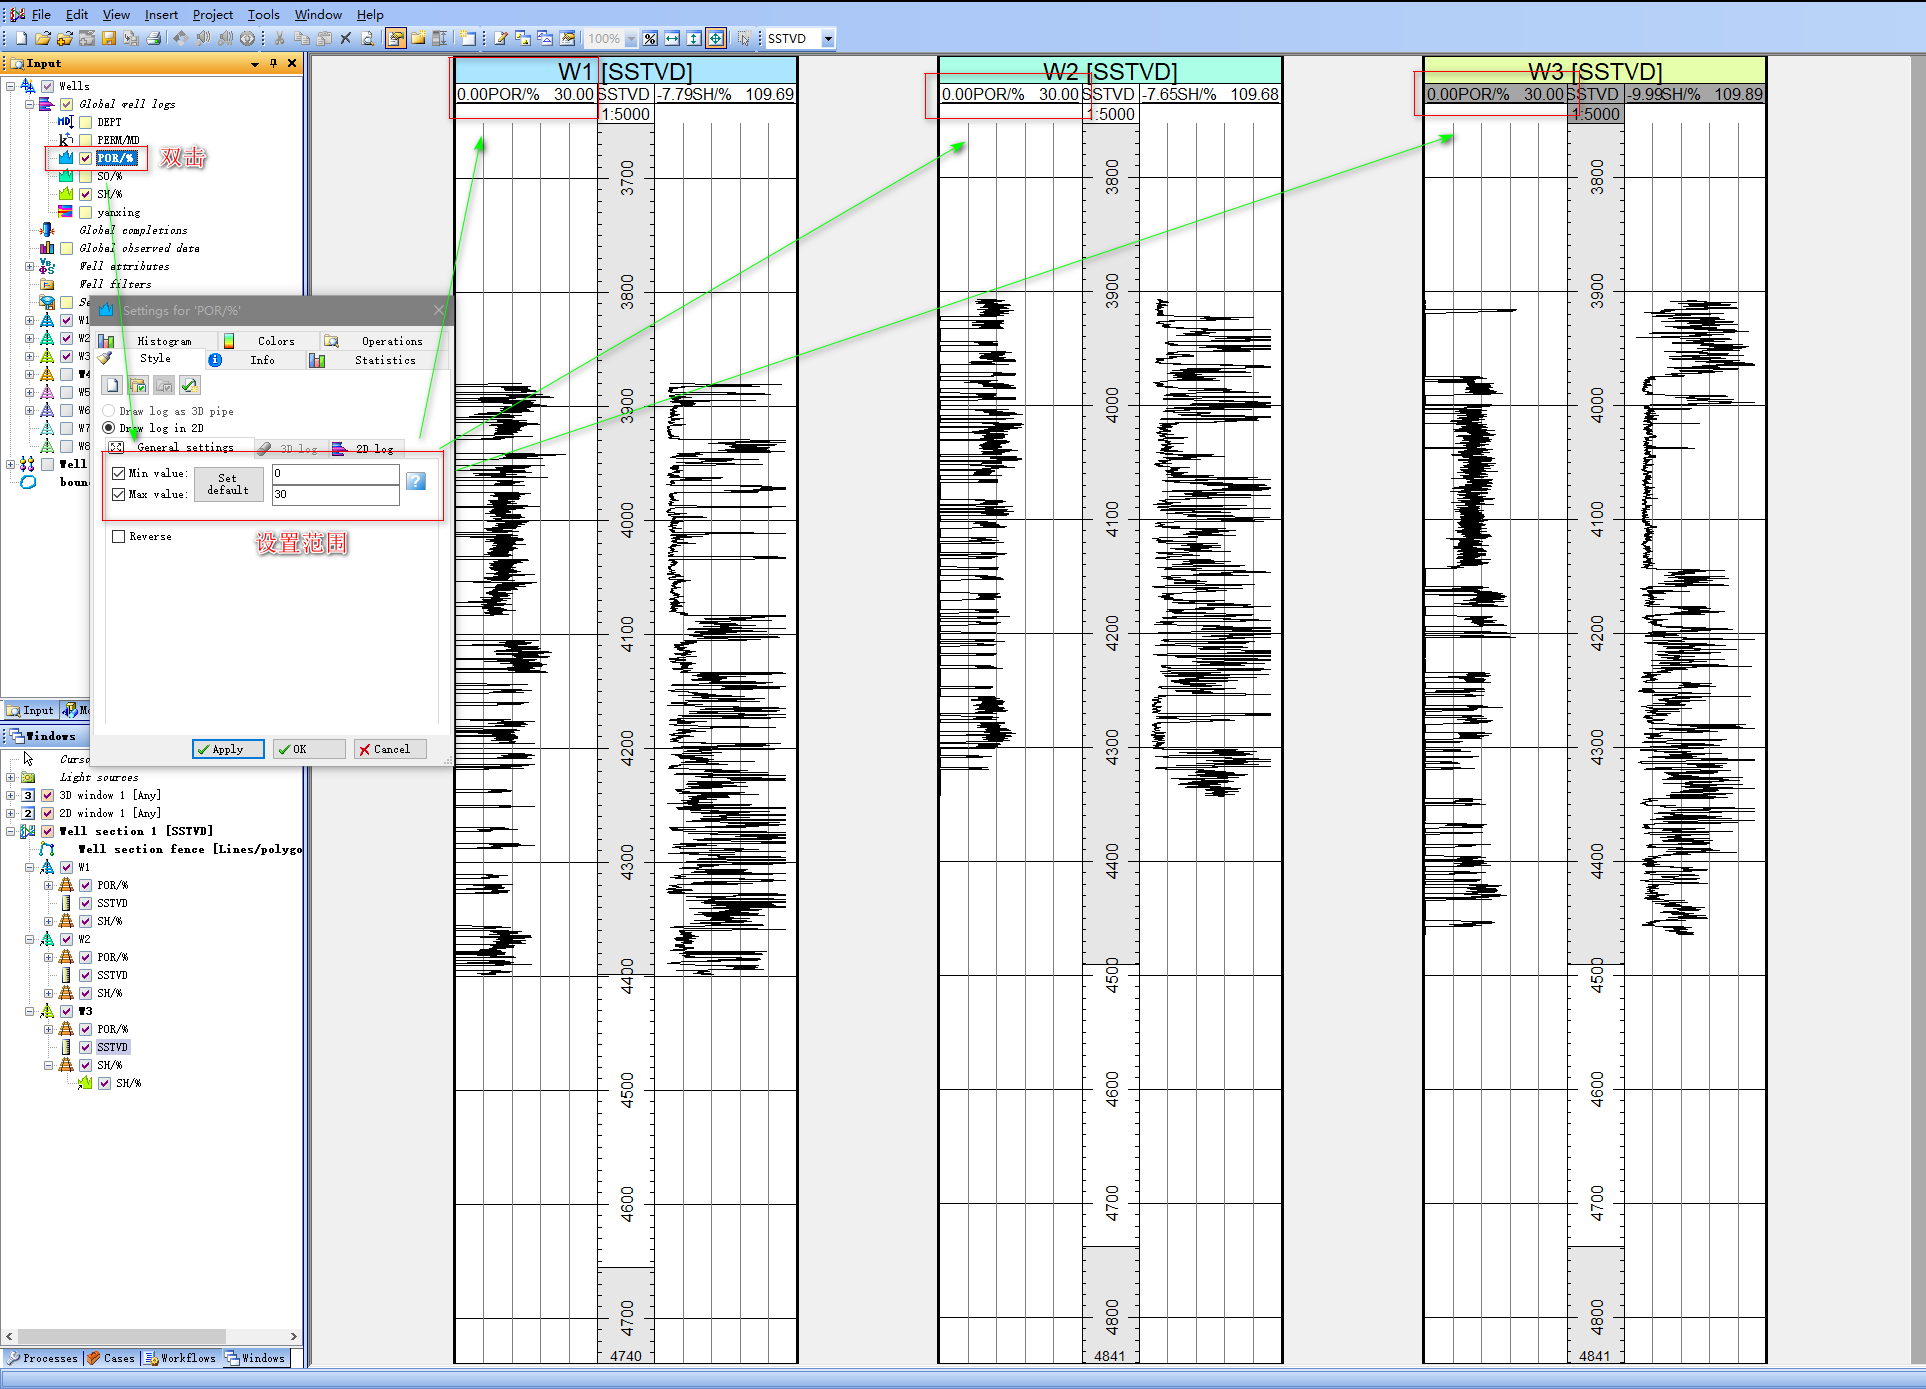 File Edit View Insert Project Tools Window Help
100% % SSTVD
Input
Wells
Global well logs
DEPT
PERM/MD
POR/% 双击
SO/%
SH/%
yanxing
Global completions
Global observed data
Well attributes
Well filters
W1
W2
W3
W4
W5
W6
W7
W8
Well
boun
Settings for 'POR/%'
Histogram Colors Operations
Style Info Statistics
Draw log as 3D pipe
Draw log in 2D
General settings 3D log 2D log
Min value: Set default 0
Max value: 30
Reverse
设置范围
Apply OK Cancel
Input Mo
Windows
Curso
Light sources
3D window 1 [Any]
2D window 1 [Any]
Well section 1 [SSTVD]
Well section fence [Lines/polygo
W1
POR/%
SSTVD
SH/%
W2
POR/%
SSTVD
SH/%
W3
POR/%
SSTVD
SH/%
SH/%
Processes Cases Workflows Windows
W1 [SSTVD]
0.00POR/% 30.00 SSTVD -7.79SH/% 109.69
1:5000
3700
3800
3900
4000
4100
4200
4300
4400
4500
4600
4700
4740
W2 [SSTVD]
0.00POR/% 30.00 SSTVD -7.65SH/% 109.68
1:5000
3800
3900
4000
4100
4200
4300
4400
4500
4600
4700
4800
4841
W3 [SSTVD]
0.00POR/% 30.00 SSTVD -9.99SH/% 109.89
1:5000
3800
3900
4000
4100
4200
4300
4400
4500
4600
4700
4800
4841